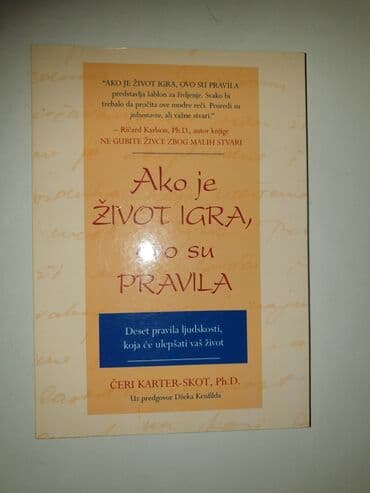 "AKO JE ŽIVOT IGRA, OVO SU PRAVILA
predstavlja šablon za življenje. Svako bi
trebalo da pročita ove mudre reči. Posredi su
jednostavne, ali važne stvari."
– Ričard Karlson, Ph.D., autor knjige
NE GUBITE ŽIVCE ZBOG MALIH STVARI
Ako je
ŽIVOT IGRA,
ovo su
PRAVILA
Deset pravila ljudskosti,
koja će ulepšati vaš život
ČERI KARTER-SKOT, Ph.D.
Uz predgovor Džeka Kenfilda